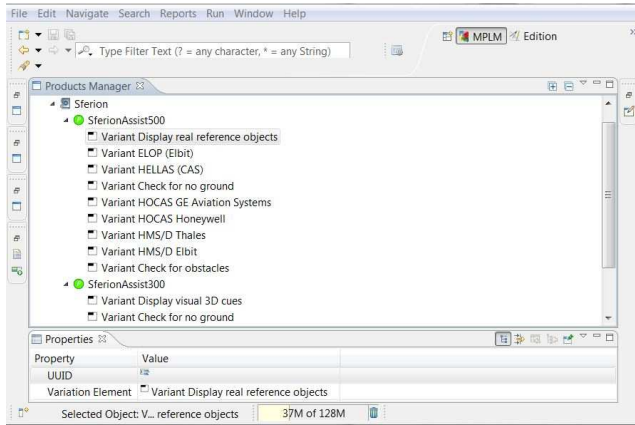 File Edit Navigate Search Reports Run Window Help
Type Filter Text (? = any character, * = any String)
MPLM Edition
Products Manager
Sferion
SferionAssist500
Variant Display real reference objects
Variant ELOP (Elbit)
Variant HELLAS (CAS)
Variant Check for no ground
Variant HOCAS GE Aviation Systems
Variant HOCAS Honeywell
Variant HMS/D Thales
Variant HMS/D Elbit
Variant Check for obstacles
SferionAssist300
Variant Display visual 3D cues
Variant Check for no ground
Properties
Property Value
UUID
Variation Element Variant Display real reference objects
Selected Object: V... reference objects 37M of 128M